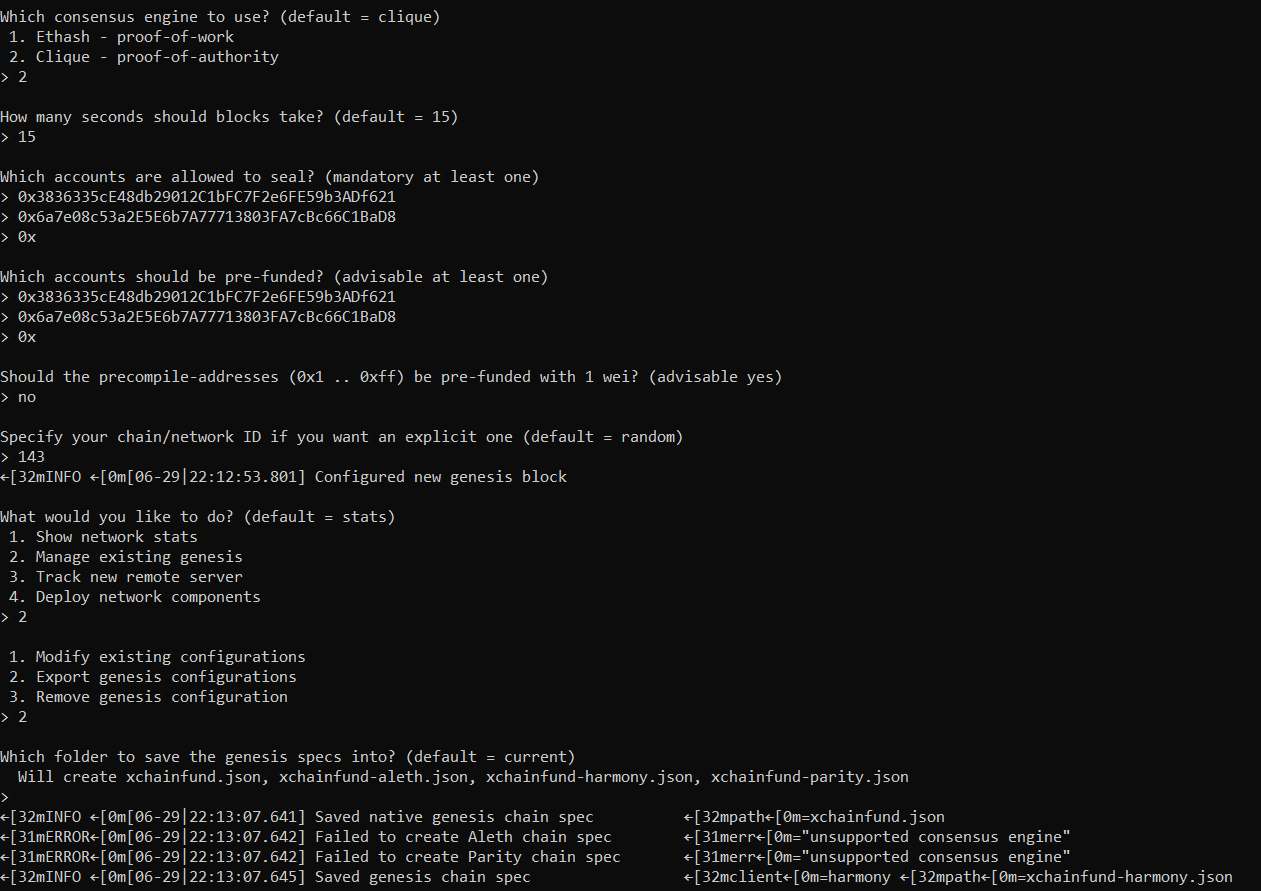 Which consensus engine to use? (default = clique)
 1. Ethash - proof-of-work
 2. Clique - proof-of-authority
> 2

How many seconds should blocks take? (default = 15)
> 15

Which accounts are allowed to seal? (mandatory at least one)
> 0x3836335cE48db29012C1bFC7F2e6FE59b3ADf621
> 0x6a7e08c53a2E5E6b7A77713803FA7cBc66C1BaD8
> 0x

Which accounts should be pre-funded? (advisable at least one)
> 0x3836335cE48db29012C1bFC7F2e6FE59b3ADf621
> 0x6a7e08c53a2E5E6b7A77713803FA7cBc66C1BaD8
> 0x

Should the precompile-addresses (0x1 .. 0xff) be pre-funded with 1 wei? (advisable yes)
> no

Specify your chain/network ID if you want an explicit one (default = random)
> 143
←[32mINFO ←[0m[06-29|22:12:53.801] Configured new genesis block

What would you like to do? (default = stats)
 1. Show network stats
 2. Manage existing genesis
 3. Track new remote server
 4. Deploy network components
> 2

 1. Modify existing configurations
 2. Export genesis configurations
 3. Remove genesis configuration
> 2

Which folder to save the genesis specs into? (default = current)
  Will create xchainfund.json, xchainfund-aleth.json, xchainfund-harmony.json, xchainfund-parity.json
>
←[32mINFO ←[0m[06-29|22:13:07.641] Saved native genesis chain spec          ←[32mpath←[0m=xchainfund.json
←[31mERROR←[0m[06-29|22:13:07.642] Failed to create Aleth chain spec        ←[31merr←[0m="unsupported consensus engine"
←[31mERROR←[0m[06-29|22:13:07.642] Failed to create Parity chain spec       ←[31merr←[0m="unsupported consensus engine"
←[32mINFO ←[0m[06-29|22:13:07.645] Saved genesis chain spec                 ←[32mclient←[0m=harmony ←[32mpath←[0m=xchainfund-harmony.json